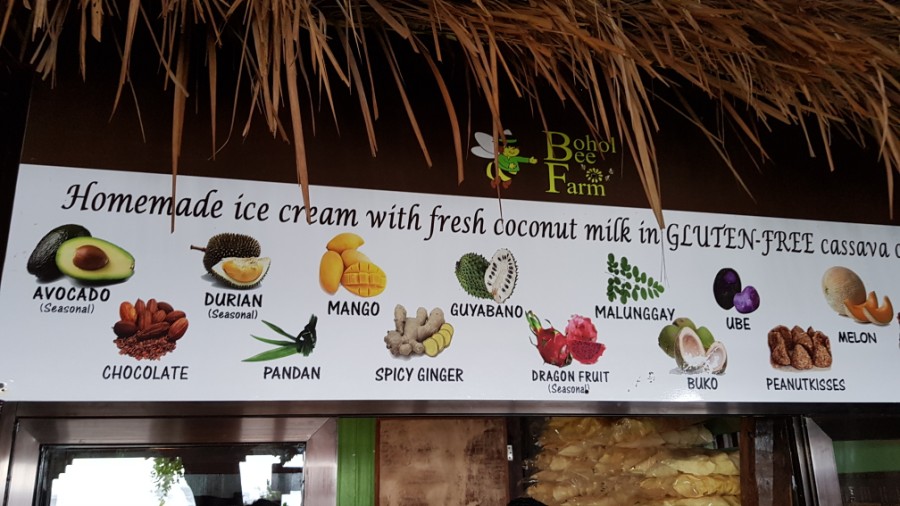 Bohol
Bee
Farm
Homemade ice cream with fresh coconut milk in GLUTEN-FREE cassava
AVOCADO
(Seasonal)
DURIAN
(Seasonal)
MANGO
GUYABANO
MALUNGGAY
UBE
MELON
CHOCOLATE
PANDAN
SPICY GINGER
DRAGON FRUIT
(Seasonal)
BUKO
PEANUTKISSES